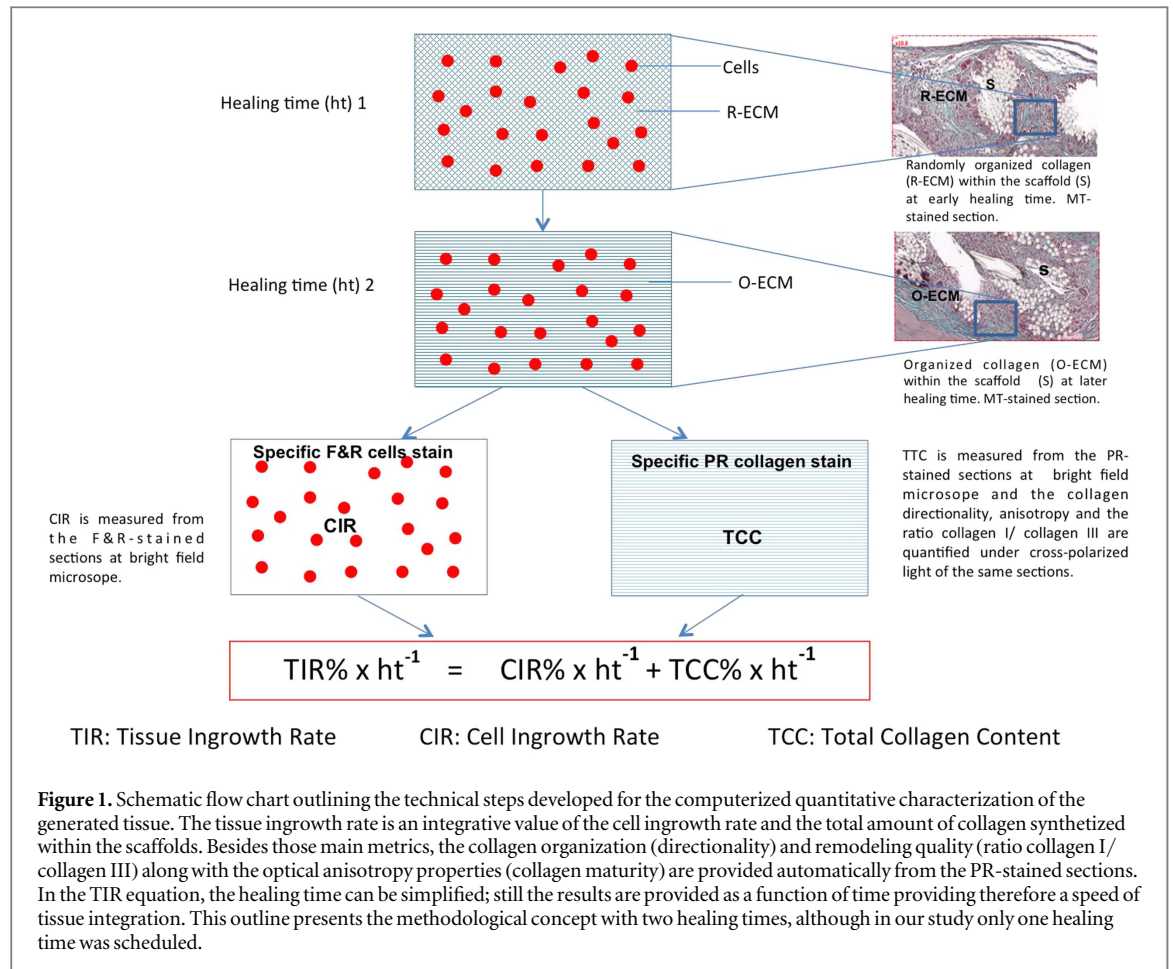 Healing time (ht) 1
Cells
R-ECM
x10.0
R-ECM
S
Randomly organized collagen
(R-ECM) within the scaffold (S)
at early healing time. MT-
stained section.
Healing time (ht) 2
O-ECM
S
O-ECM
Organized collagen (O-ECM)
within the scaffold (S) at later
healing time. MT-stained section.
Specific F&R cells stain
CIR
CIR is measured from
the F&R-stained
sections at bright field
microsope.
Specific PR collagen stain
TCC
TTC is measured from the PR-
stained sections at bright field
microsope and the collagen
directionality, anisotropy and the
ratio collagen I/ collagen III are
quantified under cross-polarized
light of the same sections.
TIR% x ht⁻¹ = CIR% x ht⁻¹ + TCC% x ht⁻¹
TIR: Tissue Ingrowth Rate CIR: Cell Ingrowth Rate TCC: Total Collagen Content
Figure 1. Schematic flow chart outlining the technical steps developed for the computerized quantitative characterization of the
generated tissue. The tissue ingrowth rate is an integrative value of the cell ingrowth rate and the total amount of collagen synthetized
within the scaffolds. Besides those main metrics, the collagen organization (directionality) and remodeling quality (ratio collagen I/
collagen III) along with the optical anisotropy properties (collagen maturity) are provided automatically from the PR-stained sections.
In the TIR equation, the healing time can be simplified; still the results are provided as a function of time providing therefore a speed of
tissue integration. This outline presents the methodological concept with two healing times, although in our study only one healing
time was scheduled.